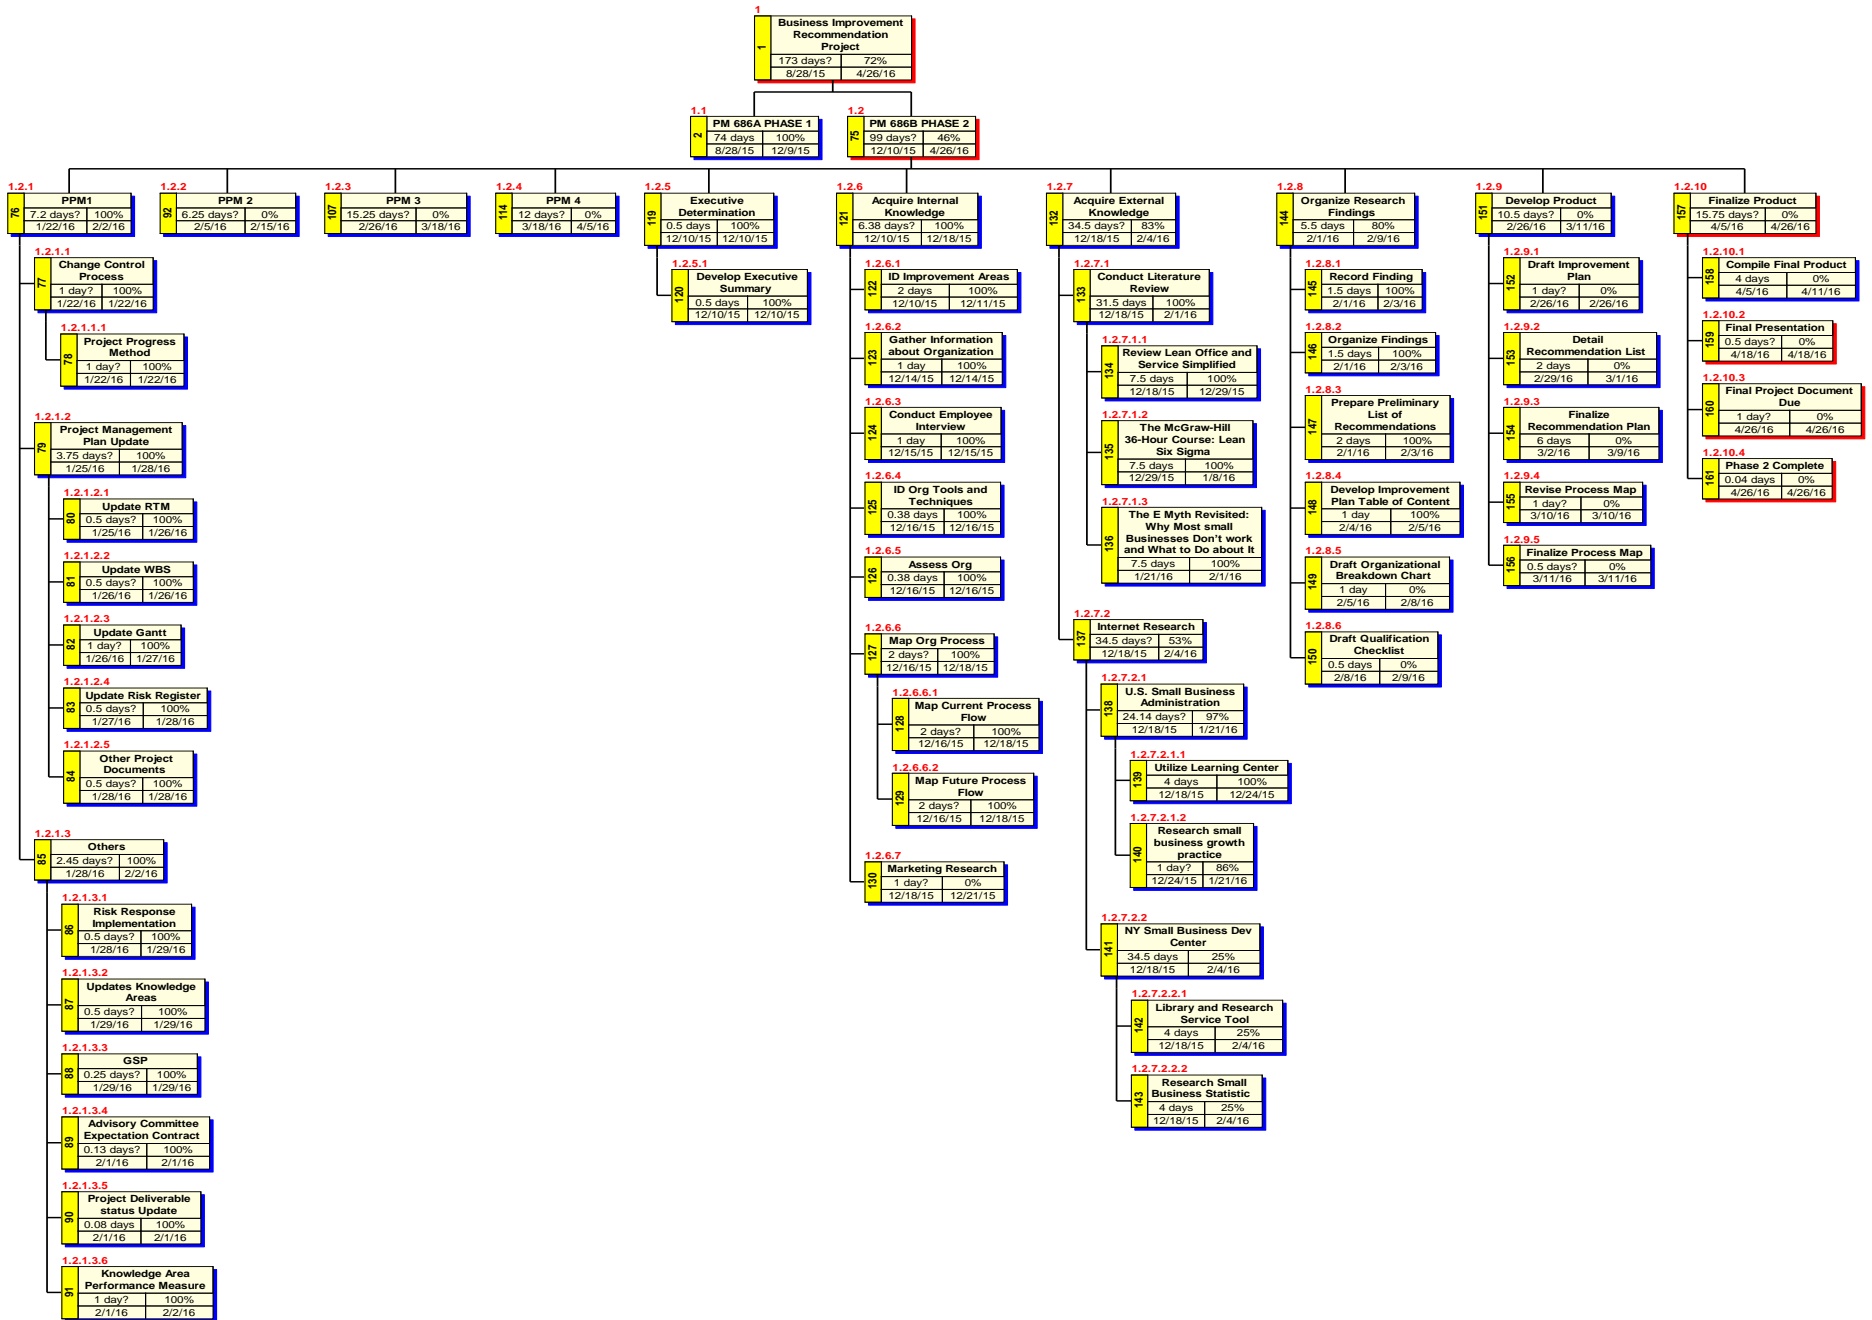 1
1
Business Improvement
Recommendation
Project
173 days? 72%
8/28/15 4/26/16
1.1
2
PM 686A PHASE 1
74 days 100%
8/28/15 12/9/15
1.2
75
PM 686B PHASE 2
99 days? 46%
12/10/15 4/26/16
1.2.1
76
PPM1
7.2 days? 100%
1/22/16 2/2/16
1.2.1.1
77
Change Control
Process
1 day? 100%
1/22/16 1/22/16
1.2.1.1.1
78
Project Progress
Method
1 day? 100%
1/22/16 1/22/16
1.2.1.2
79
Project Management
Plan Update
3.75 days? 100%
1/25/16 1/28/16
1.2.1.2.1
80
Update RTM
0.5 days? 100%
1/25/16 1/26/16
1.2.1.2.2
81
Update WBS
0.5 days? 100%
1/26/16 1/26/16
1.2.1.2.3
82
Update Gantt
1 day? 100%
1/26/16 1/27/16
1.2.1.2.4
83
Update Risk Register
0.5 days? 100%
1/27/16 1/28/16
1.2.1.2.5
84
Other Project
Documents
0.5 days? 100%
1/28/16 1/28/16
1.2.1.3
85
Others
2.45 days? 100%
1/28/16 2/2/16
1.2.1.3.1
86
Risk Response
Implementation
0.5 days? 100%
1/28/16 1/29/16
1.2.1.3.2
87
Updates Knowledge
Areas
0.5 days? 100%
1/29/16 1/29/16
1.2.1.3.3
88
GSP
0.25 days? 100%
1/29/16 1/29/16
1.2.1.3.4
89
Advisory Committee
Expectation Contract
0.13 days? 100%
2/1/16 2/1/16
1.2.1.3.5
90
Project Deliverable
status Update
0.08 days 100%
2/1/16 2/1/16
1.2.1.3.6
91
Knowledge Area
Performance Measure
1 day? 100%
2/1/16 2/2/16
1.2.2
92
PPM 2
6.25 days? 0%
2/5/16 2/15/16
1.2.3
107
PPM 3
15.25 days? 0%
2/26/16 3/18/16
1.2.4
114
PPM 4
12 days? 0%
3/18/16 4/5/16
1.2.5
119
Executive
Determination
0.5 days 100%
12/10/15 12/10/15
1.2.5.1
120
Develop Executive
Summary
0.5 days 100%
12/10/15 12/10/15
1.2.6
121
Acquire Internal
Knowledge
6.38 days? 100%
12/10/15 12/18/15
1.2.6.1
122
ID Improvement Areas
2 days 100%
12/10/15 12/11/15
1.2.6.2
123
Gather Information
about Organization
1 day 100%
12/14/15 12/14/15
1.2.6.3
124
Conduct Employee
Interview
1 day 100%
12/15/15 12/15/15
1.2.6.4
125
ID Org Tools and
Techniques
0.38 days 100%
12/16/15 12/16/15
1.2.6.5
126
Assess Org
0.38 days 100%
12/16/15 12/16/15
1.2.6.6
127
Map Org Process
2 days? 100%
12/16/15 12/18/15
1.2.6.6.1
128
Map Current Process
Flow
2 days? 100%
12/16/15 12/18/15
1.2.6.6.2
129
Map Future Process
Flow
2 days? 100%
12/16/15 12/18/15
1.2.6.7
130
Marketing Research
1 day? 0%
12/18/15 12/21/15
1.2.7
132
Acquire External
Knowledge
34.5 days? 83%
12/18/15 2/4/16
1.2.7.1
133
Conduct Literature
Review
31.5 days 100%
12/18/15 2/1/16
1.2.7.1.1
134
Review Lean Office and
Service Simplified
7.5 days 100%
12/18/15 12/29/15
1.2.7.1.2
135
The McGraw-Hill
36-Hour Course: Lean
Six Sigma
7.5 days 100%
12/29/15 1/8/16
1.2.7.1.3
136
The E Myth Revisited:
Why Most small
Businesses Don't work
and What to Do about It
7.5 days 100%
1/21/16 2/1/16
1.2.7.2
137
Internet Research
34.5 days? 53%
12/18/15 2/4/16
1.2.7.2.1
138
U.S. Small Business
Administration
24.14 days? 97%
12/18/15 1/21/16
1.2.7.2.1.1
139
Utilize Learning Center
4 days 100%
12/18/15 12/24/15
1.2.7.2.1.2
140
Research small
business growth
practice
1 day? 86%
12/24/15 1/21/16
1.2.7.2.2
141
NY Small Business Dev
Center
34.5 days 25%
12/18/15 2/4/16
1.2.7.2.2.1
142
Library and Research
Service Tool
4 days 25%
12/18/15 2/4/16
1.2.7.2.2.2
143
Research Small
Business Statistic
4 days 25%
12/18/15 2/4/16
1.2.8
144
Organize Research
Findings
5.5 days 80%
2/1/16 2/9/16
1.2.8.1
145
Record Finding
1.5 days 100%
2/1/16 2/3/16
1.2.8.2
146
Organize Findings
1.5 days 100%
2/1/16 2/3/16
1.2.8.3
147
Prepare Preliminary
List of
Recommendations
2 days 100%
2/1/16 2/3/16
1.2.8.4
148
Develop Improvement
Plan Table of Content
1 day 100%
2/4/16 2/5/16
1.2.8.5
149
Draft Organizational
Breakdown Chart
1 day 0%
2/5/16 2/8/16
1.2.8.6
150
Draft Qualification
Checklist
0.5 days 0%
2/8/16 2/9/16
1.2.9
151
Develop Product
10.5 days? 0%
2/26/16 3/11/16
1.2.9.1
152
Draft Improvement
Plan
1 day? 0%
2/26/16 2/26/16
1.2.9.2
153
Detail
Recommendation List
2 days 0%
2/29/16 3/1/16
1.2.9.3
154
Finalize
Recommendation Plan
6 days 0%
3/2/16 3/9/16
1.2.9.4
155
Revise Process Map
1 day? 0%
3/10/16 3/10/16
1.2.9.5
156
Finalize Process Map
0.5 days? 0%
3/11/16 3/11/16
1.2.10
157
Finalize Product
15.75 days? 0%
4/5/16 4/26/16
1.2.10.1
158
Compile Final Product
4 days 0%
4/5/16 4/11/16
1.2.10.2
159
Final Presentation
0.5 days? 0%
4/18/16 4/18/16
1.2.10.3
160
Final Project Document
Due
1 day? 0%
4/26/16 4/26/16
1.2.10.4
161
Phase 2 Complete
0.04 days 0%
4/26/16 4/26/16